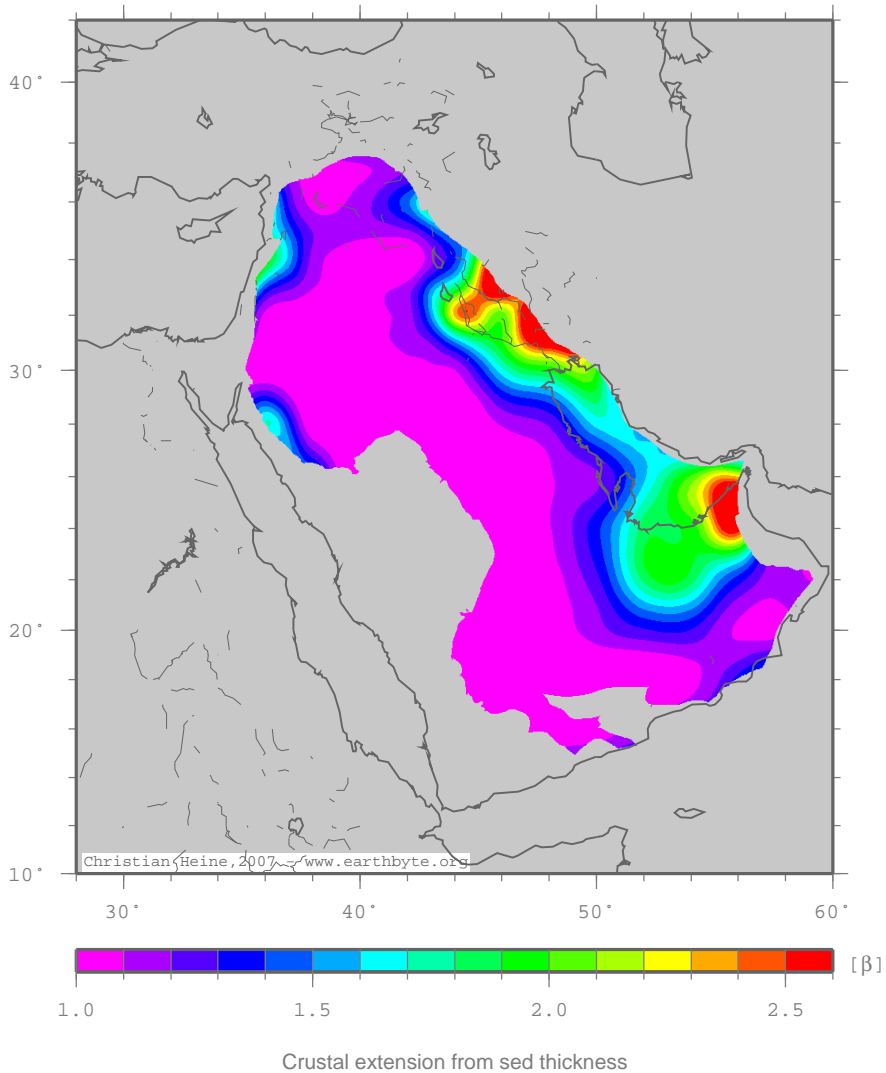 40°
30°
20°
10°
Christian Heine,2007 - www.earthbyte.org
30° 40° 50° 60°
[β]
1.0 1.5 2.0 2.5
Crustal extension from sed thickness